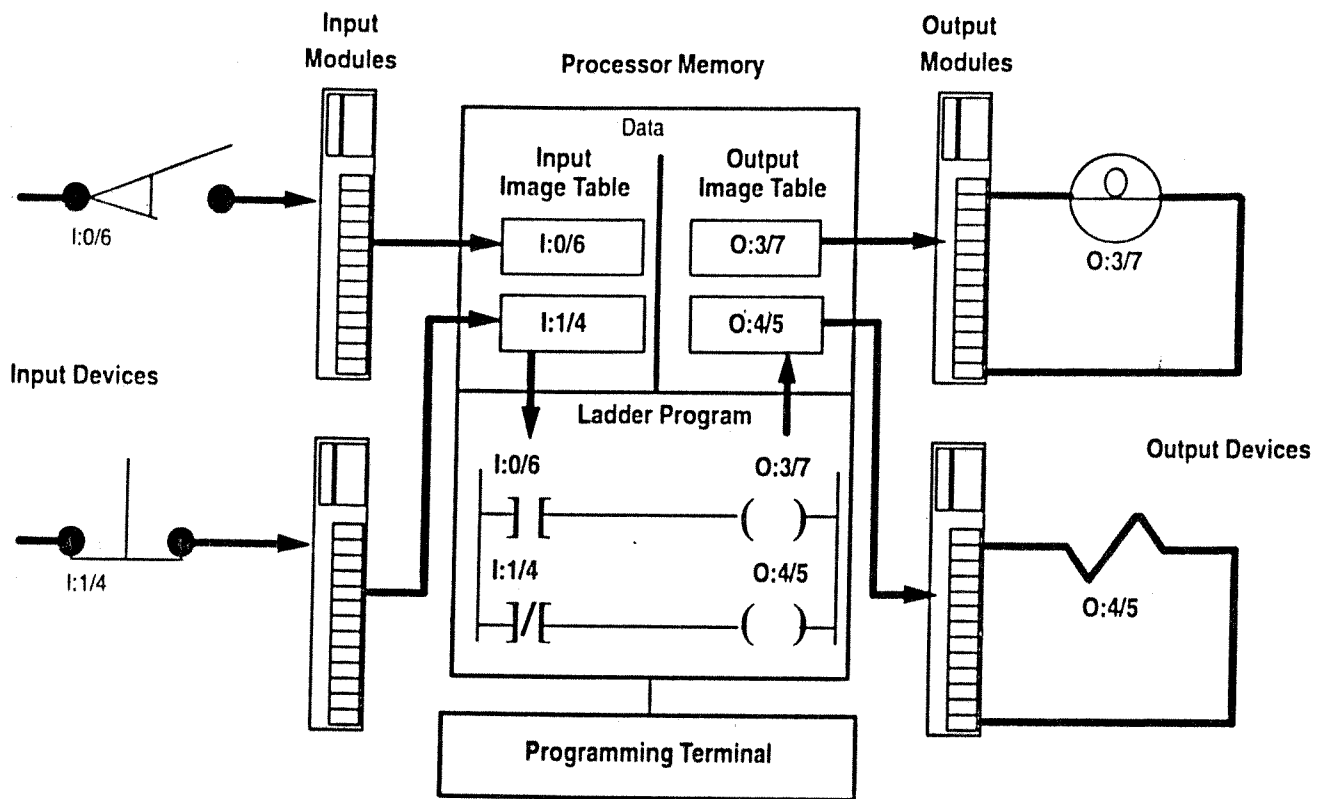 Input
Modules
Processor Memory
Output
Modules
Data
Input
Image Table
Output
Image Table
I:0/6
I:0/6
O:3/7
O:3/7
I:1/4
O:4/5
Input Devices
Ladder Program
I:0/6
O:3/7
] [
( )
Output Devices
I:1/4
I:1/4
O:4/5
]/[
( )
O:4/5
Programming Terminal